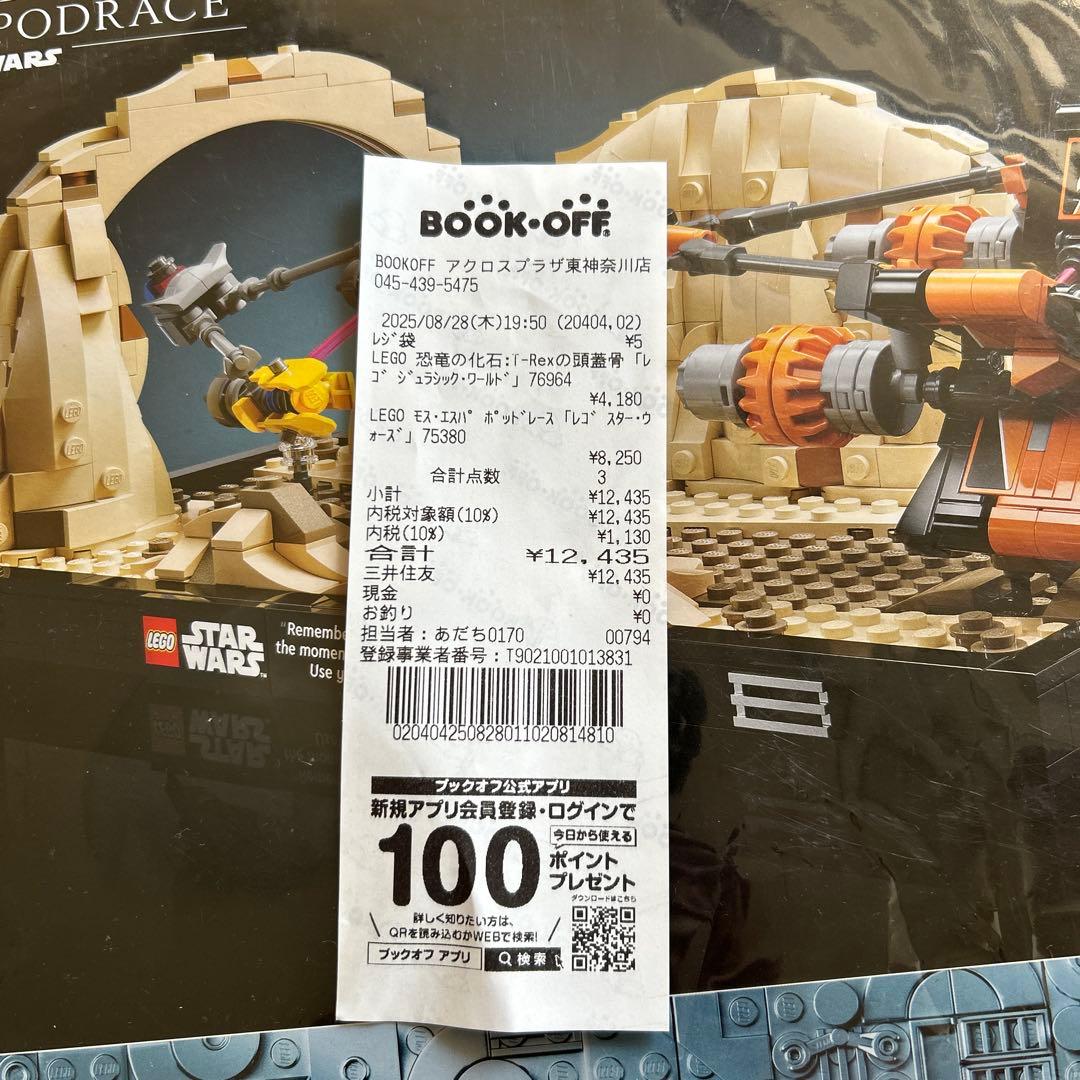 PODRACE
WARS
BOOK・OFF
BOOKOFF アクロスプラザ東神奈川店
045-439-5475
2025/08/28(木)19:50 (20404,02)
ﾚｼﾞ袋 ¥5
LEGO 恐竜の化石:T-Rexの頭蓋骨「ﾚ
ｺﾞ ｼﾞｭﾗｼｯｸ・ﾜｰﾙﾄﾞ」76964
¥4,180
LEGO ﾓｽ・ｴｽﾊﾟ ﾎﾟｯﾄﾞﾚｰｽ「ﾚｺﾞ ｽﾀｰ・ｳ
ｫｰｽﾞ」75380
¥8,250
合計点数 3
小計 ¥12,435
内税対象額(10%) ¥12,435
内税(10%) ¥1,130
合計 ¥12,435
三井住友 ¥12,435
現金 ¥0
お釣り ¥0
担当者：あだち0170 00794
登録事業者番号：T9021001013831
020404250828011020814810
ブックオフ公式アプリ
新規アプリ会員登録・ログインで
100
今日から使える
ポイント
プレゼント
ダウンロードはこちら
詳しく知りたい方は、
QRを読み込むかWEBで検索!
ブックオフ アプリ
検索
LEGO
STAR
WARS
"Remembe
the momen
Use y